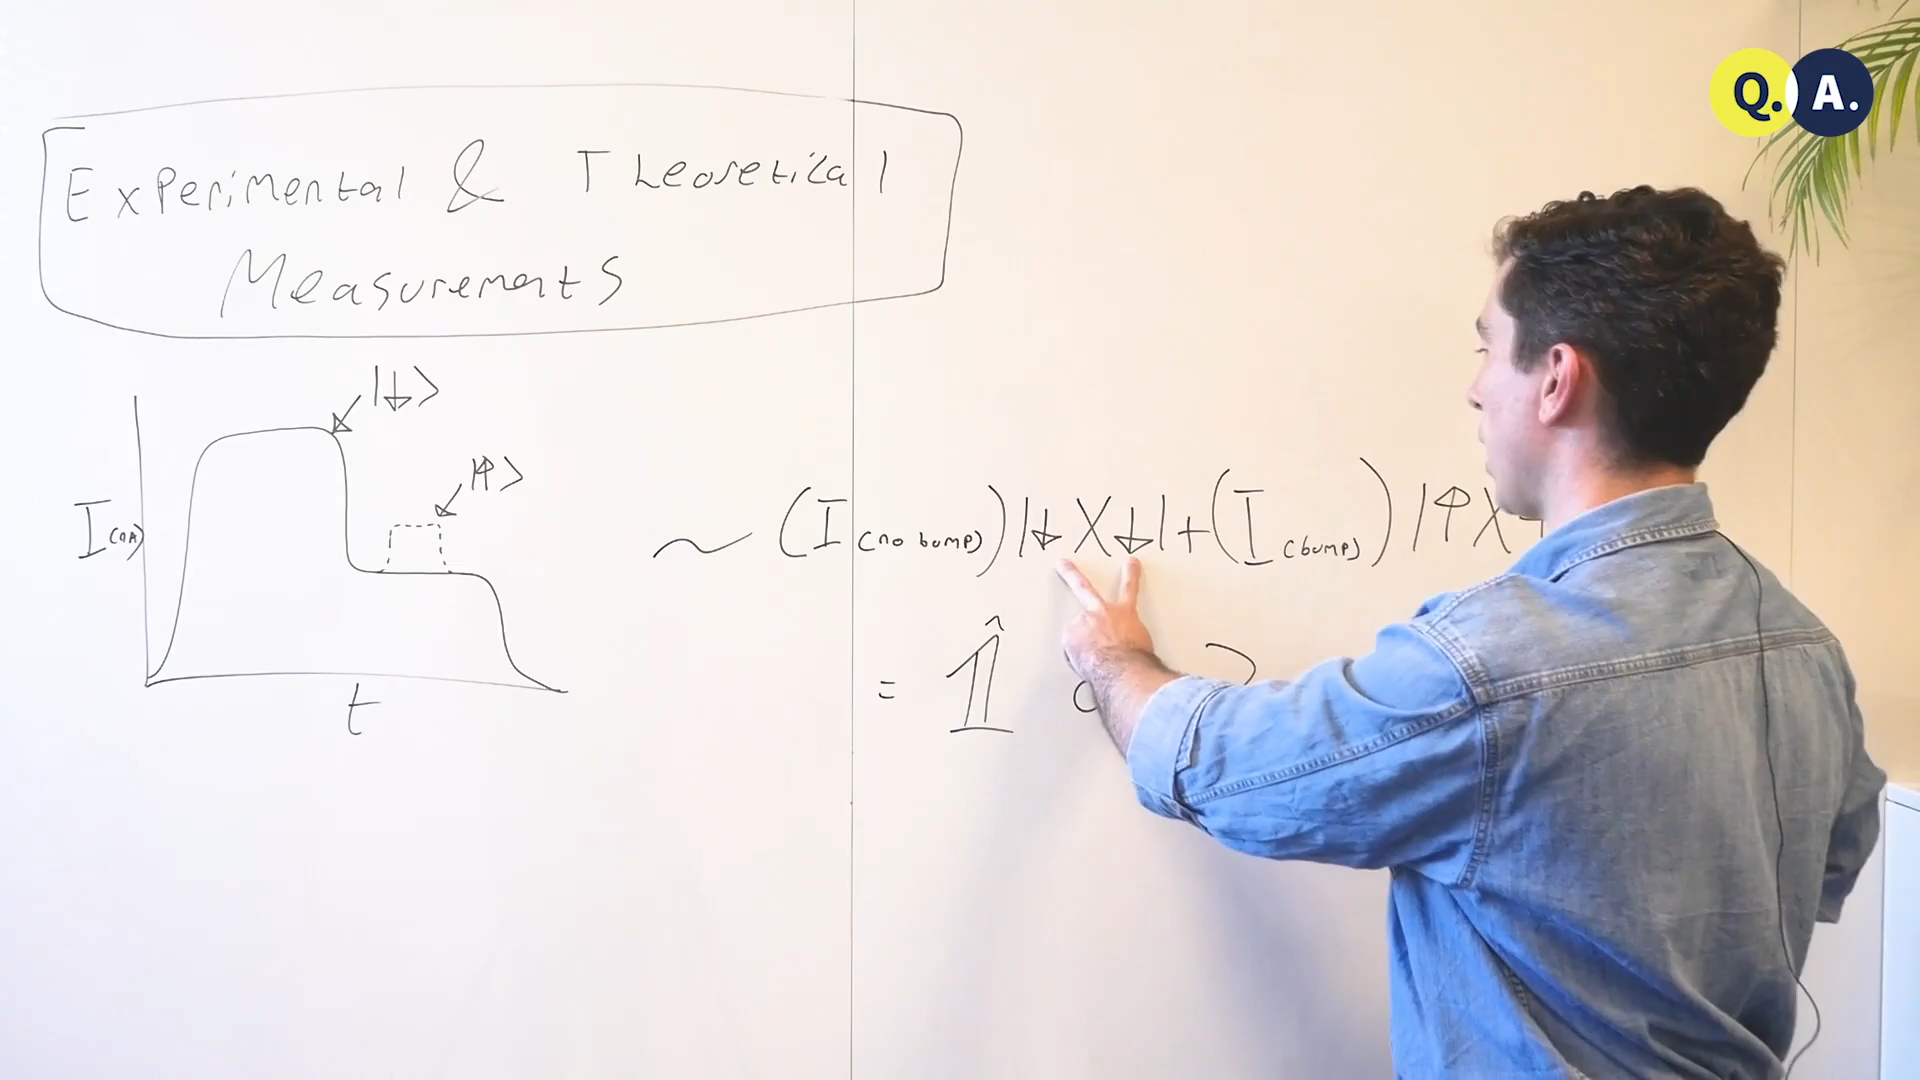 Q. A.
Experimental & Theoretical
Measurements
|↓⟩
|↑⟩
I(nA)
t
~ (I(no bump))|↓X↓|+(I(bump))|↑X
= 𝟙̂